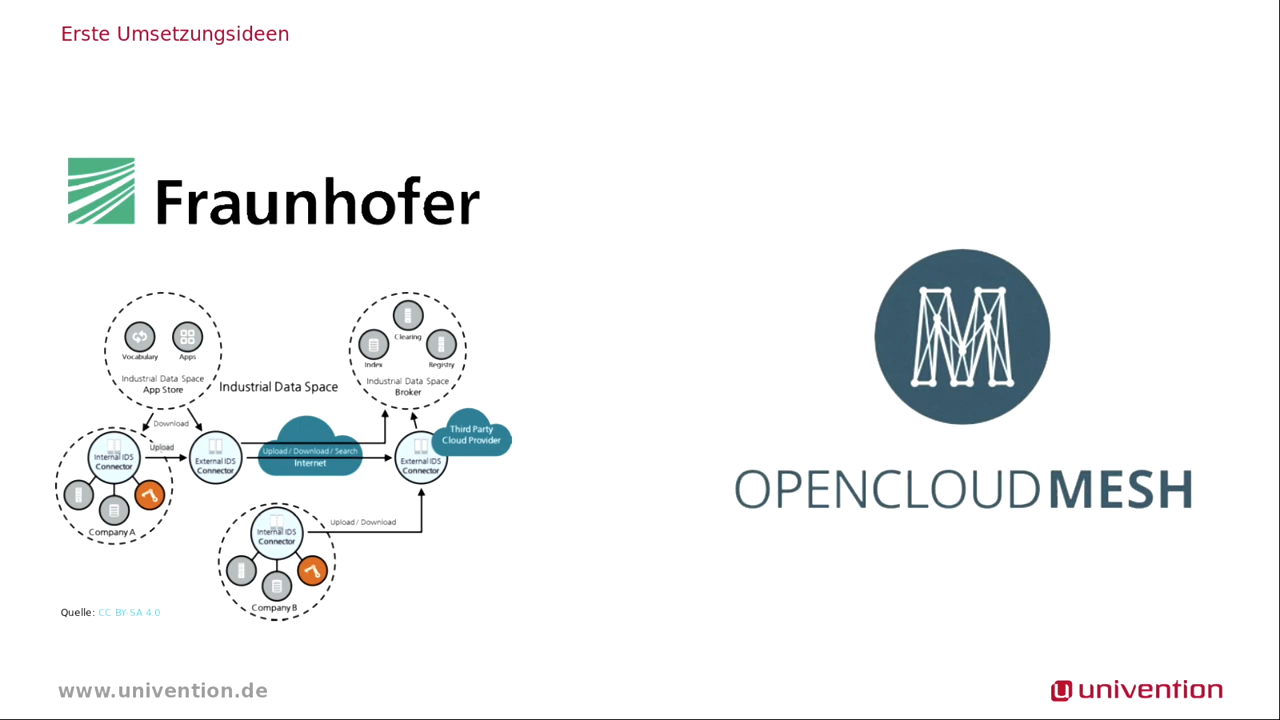 Erste Umsetzungsideen
Fraunhofer
Vocabulary
Apps
Industrial Data Space
App Store
Industrial Data Space
Clearing
Index
Registry
Industrial Data Space
Broker
Download
Upload
Internal IDS
Connector
Company A
External IDS
Connector
Upload / Download / Search
Internet
External IDS
Connector
Third Party
Cloud Provider
Internal IDS
Connector
Upload / Download
Company B
Quelle: CC BY-SA 4.0
M
OPENCLOUDMESH
www.univention.de
univention